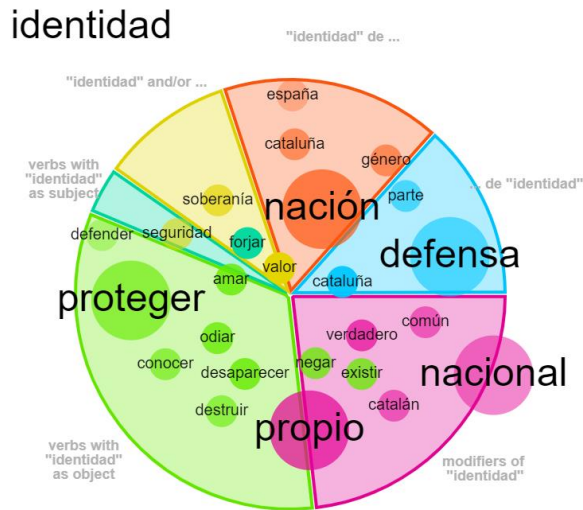 identidad
"identidad" de ...
"identidad" and/or ...
españa
verbs with
"identidad"
as subject
cataluña
género
... de "identidad"
parte
soberanía
nación
defender
seguridad
forjar
defensa
valor
amar
cataluña
proteger
común
verdadero
odiar
nacional
conocer
desaparecer
negar
existir
destruir
catalán
propio
verbs with
"identidad"
as object
modifiers of
"identidad"